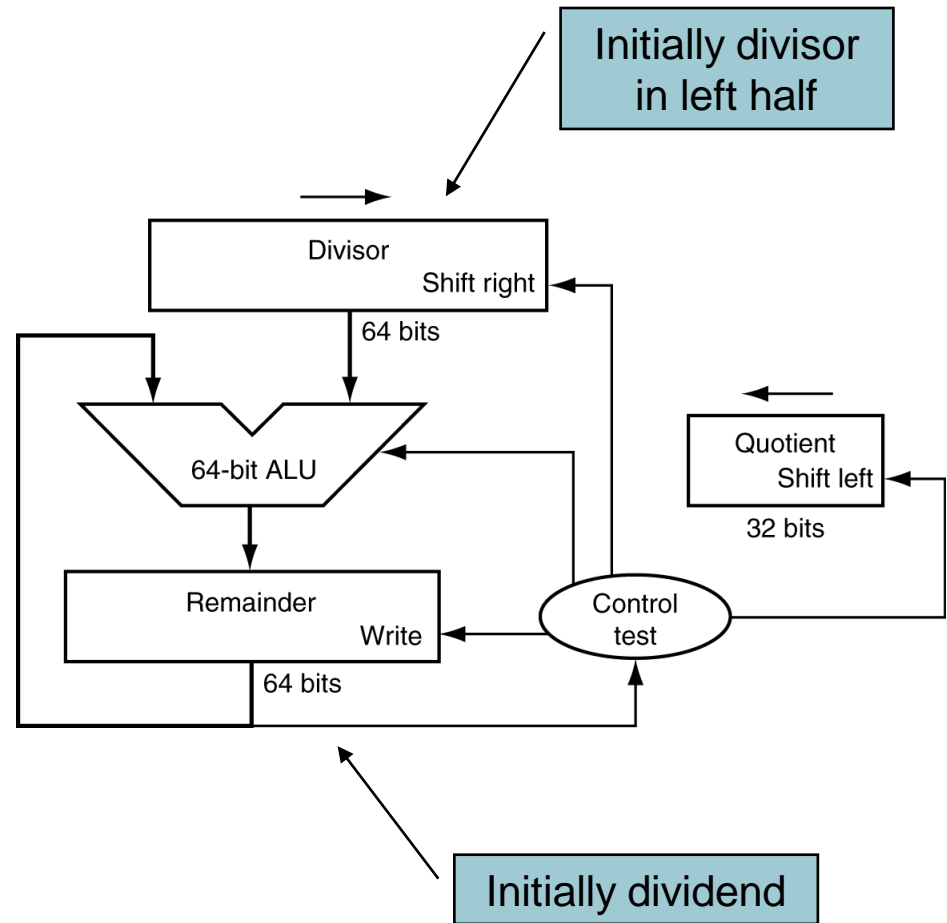 Initially divisor
in left half
Divisor
Shift right
64 bits
64-bit ALU
Quotient
Shift left
32 bits
Remainder
Write
Control
test
64 bits
Initially dividend